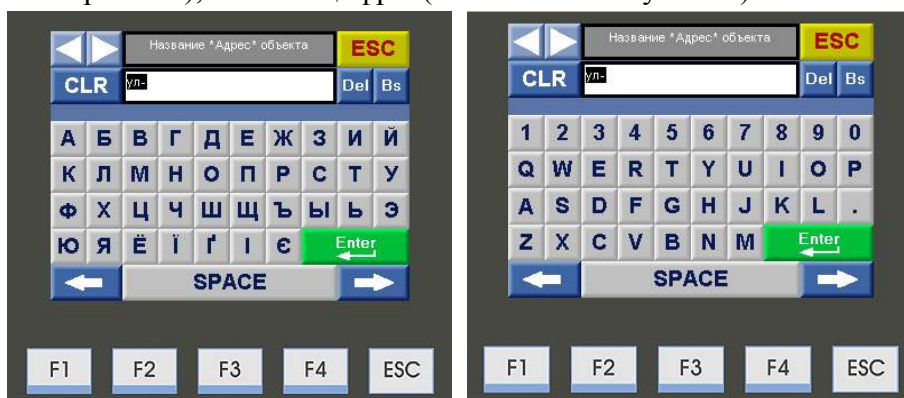 Название *Адрес* объекта ESC
CLR ул- Del Bs
А Б В Г Д Е Ж З И Й
К Л М Н О П Р С Т У
Ф Х Ц Ч Ш Щ Ъ Ы Ь Э
Ю Я Ё Ї Ґ І Є Enter
SPACE
F1 F2 F3 F4 ESC
Название *Адрес* объекта ESC
CLR ул- Del Bs
1 2 3 4 5 6 7 8 9 0
Q W E R T Y U I O P
A S D F G H J K L .
Z X C V B N M Enter
SPACE
F1 F2 F3 F4 ESC